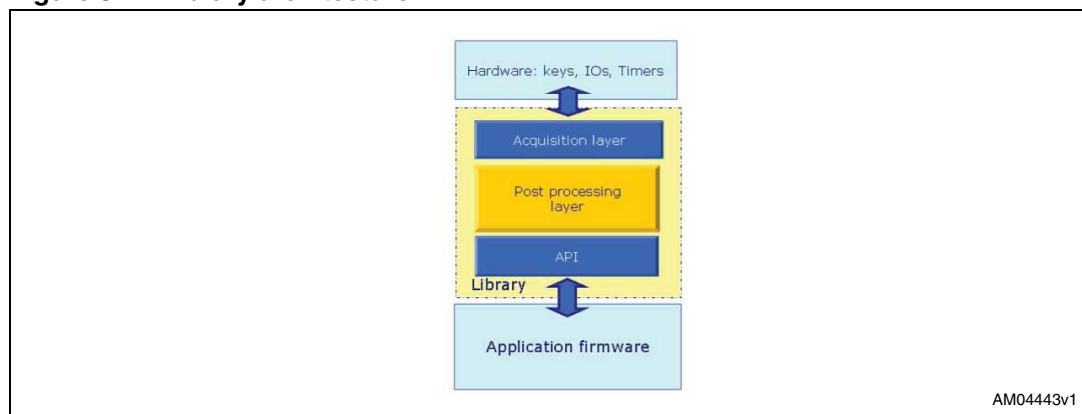 Hardware: keys, IOs, Timers
Acquisition layer
Post processing
layer
API
Library
Application firmware
AM04443v1